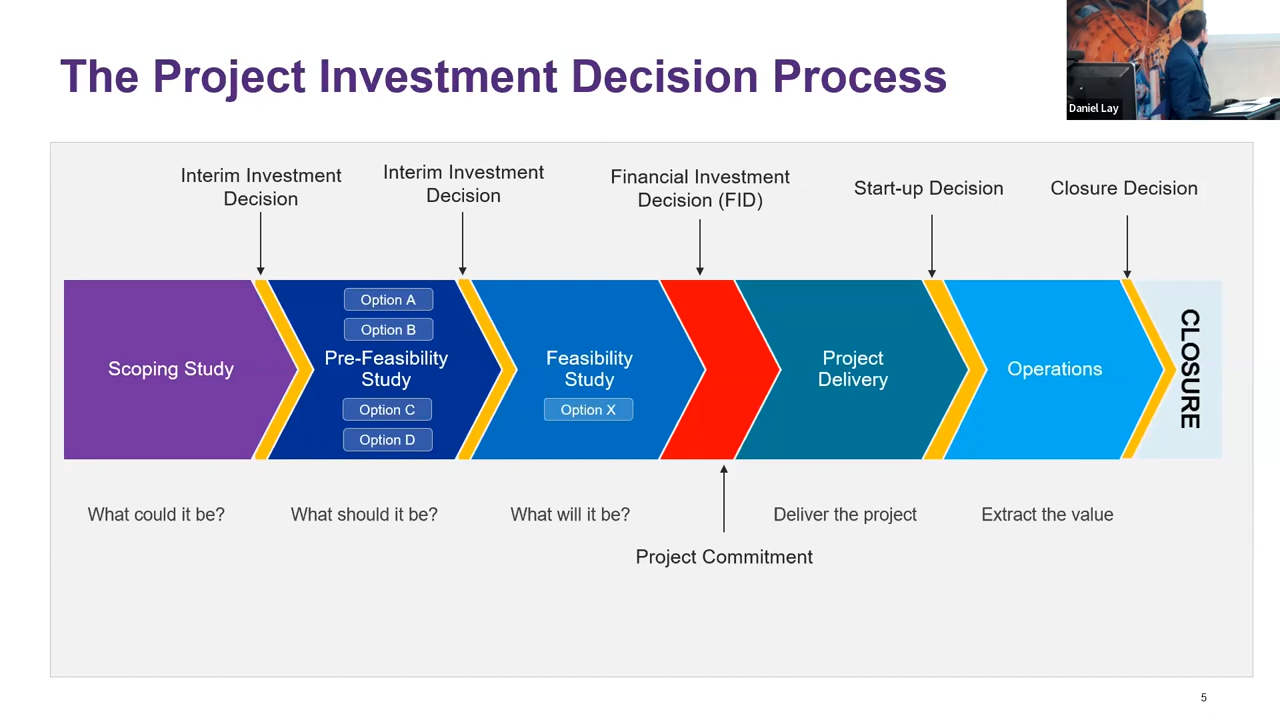 The Project Investment Decision Process
Daniel Lay
Interim Investment
Decision
Interim Investment
Decision
Financial Investment
Decision (FID)
Start-up Decision
Closure Decision
Scoping Study
Option A
Option B
Pre-Feasibility
Study
Option C
Option D
Feasibility
Study
Option X
Project
Delivery
Operations
CLOSURE
What could it be?
What should it be?
What will it be?
Deliver the project
Extract the value
Project Commitment
5